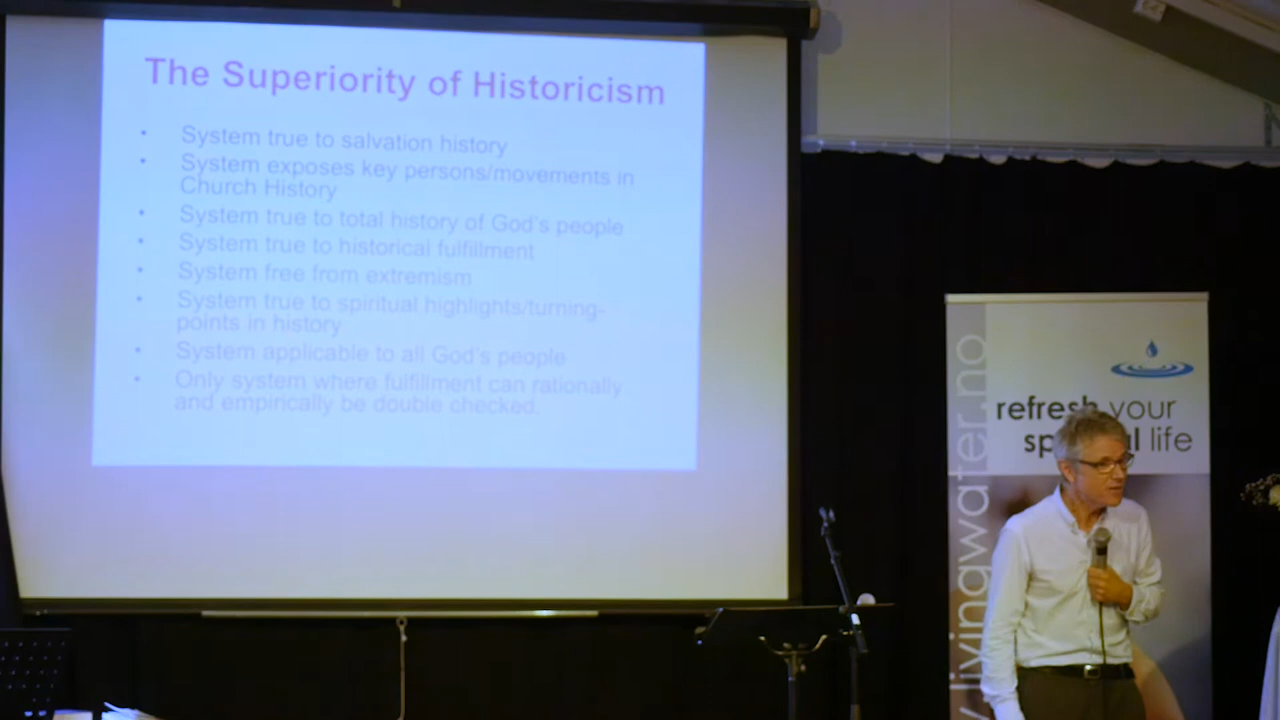 The Superiority of Historicism
• System true to salvation history
• System exposes key persons/movements in
Church History
• System true to total history of God's people
• System true to historical fulfillment
• System free from extremism
• System true to spiritual highlights/turning-
points in history
• System applicable to all God's people
• Only system where fulfillment can rationally
and empirically be double checked.
refresh your
sp l life
livingwater.no